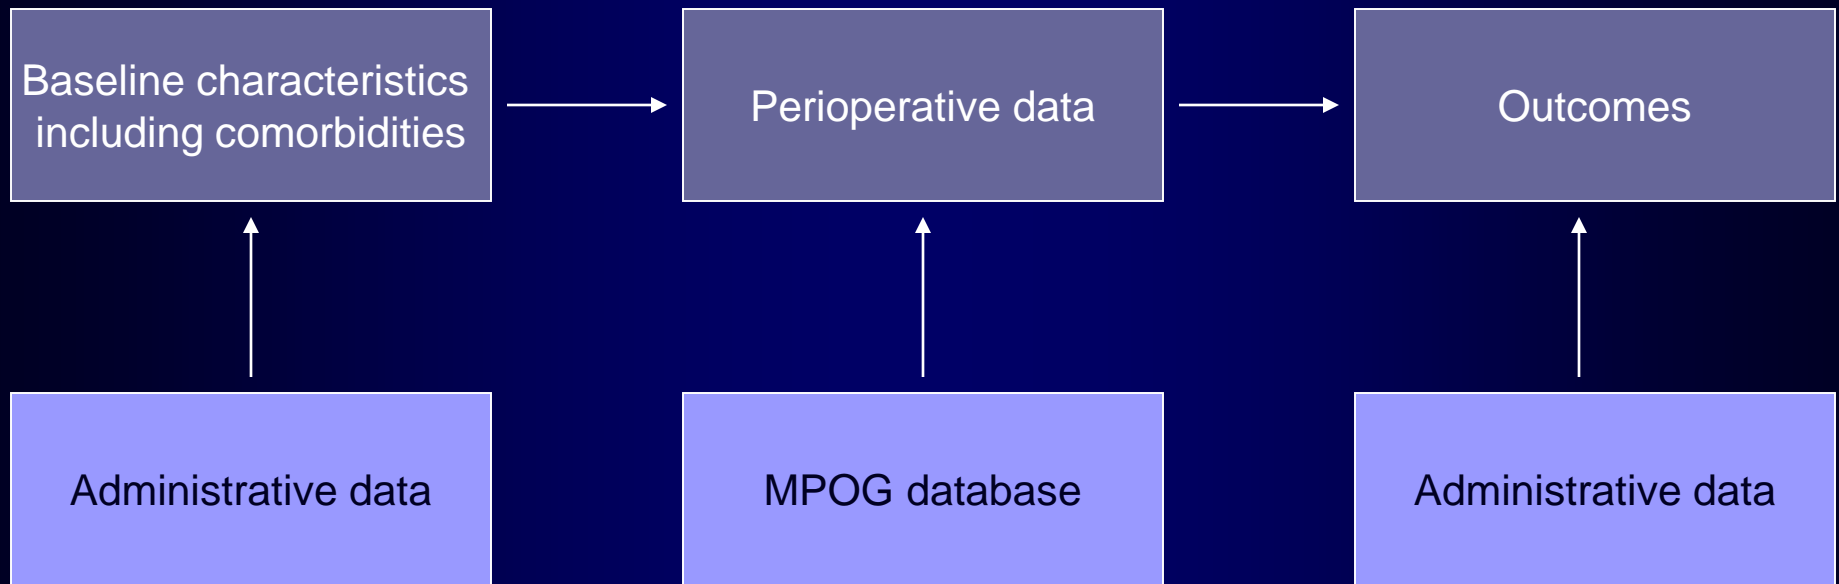 Baseline characteristics
including comorbidities
Perioperative data
Outcomes
Administrative data
MPOG database
Administrative data